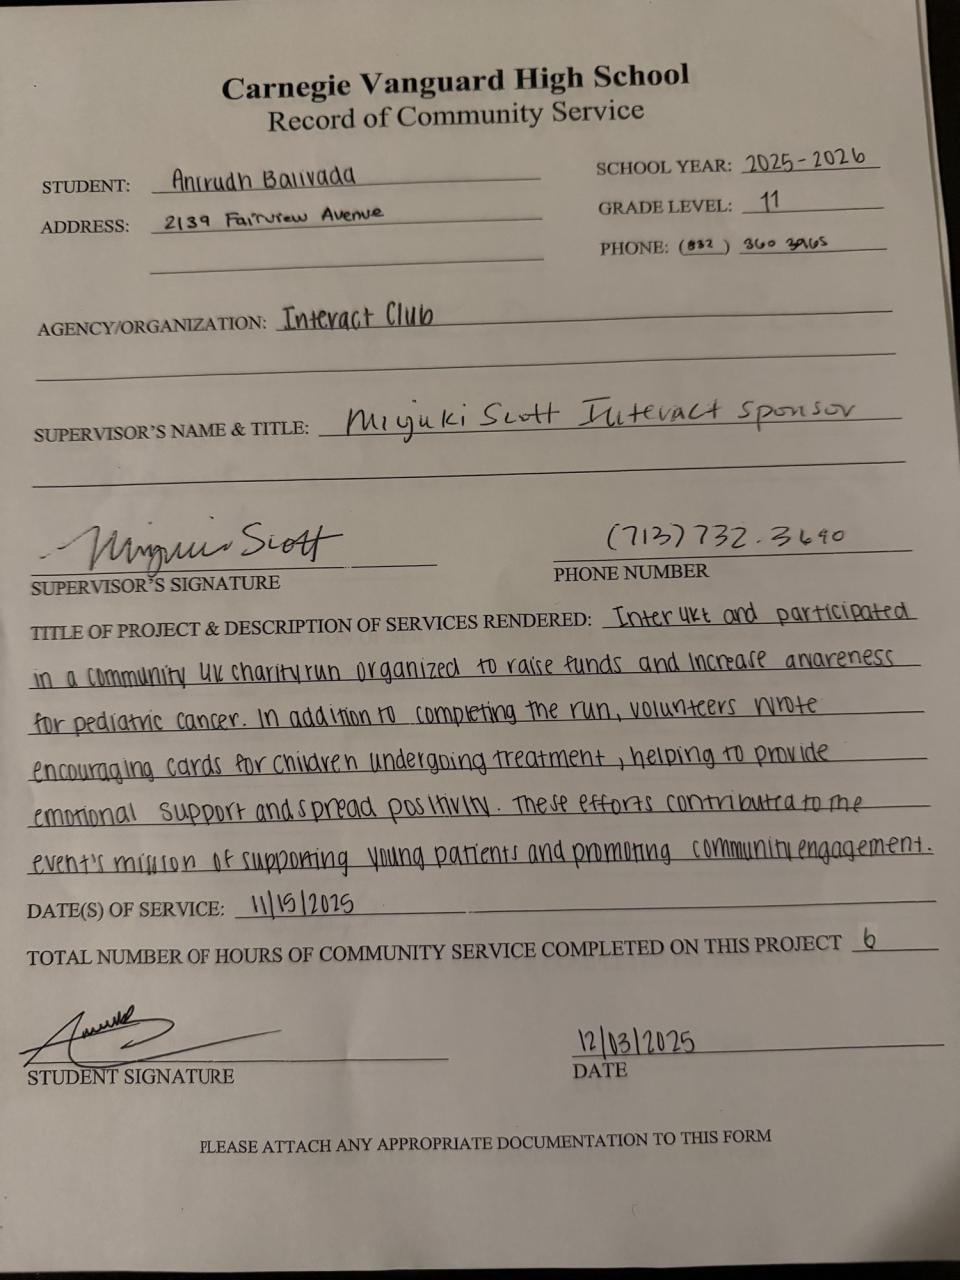 Carnegie Vanguard High School
Record of Community Service
STUDENT: Anirudh Balivada
SCHOOL YEAR: 2025-2026
ADDRESS: 2139 Fairview Avenue
GRADE LEVEL: 11
PHONE: (832) 360 3965
AGENCY/ORGANIZATION: Interact Club
SUPERVISOR'S NAME & TITLE: Miyuki Scott Interact Sponsor
Scott
(713) 732.3690
SUPERVISOR'S SIGNATURE
PHONE NUMBER
TITLE OF PROJECT & DESCRIPTION OF SERVICES RENDERED: and participated
in a community charity run organized to raise funds and increase awareness
for pediatric cancer. In addition to completing the run, volunteers wrote
encouraging cards for children undergoing treatment, helping to provide
emotional support and spread positivity. These efforts contributed to the
event's mission of supporting young patients and promoting community engagement.
DATE(S) OF SERVICE: 11/15/2025
TOTAL NUMBER OF HOURS OF COMMUNITY SERVICE COMPLETED ON THIS PROJECT 6
12/03/2025
STUDENT SIGNATURE
DATE
PLEASE ATTACH ANY APPROPRIATE DOCUMENTATION TO THIS FORM